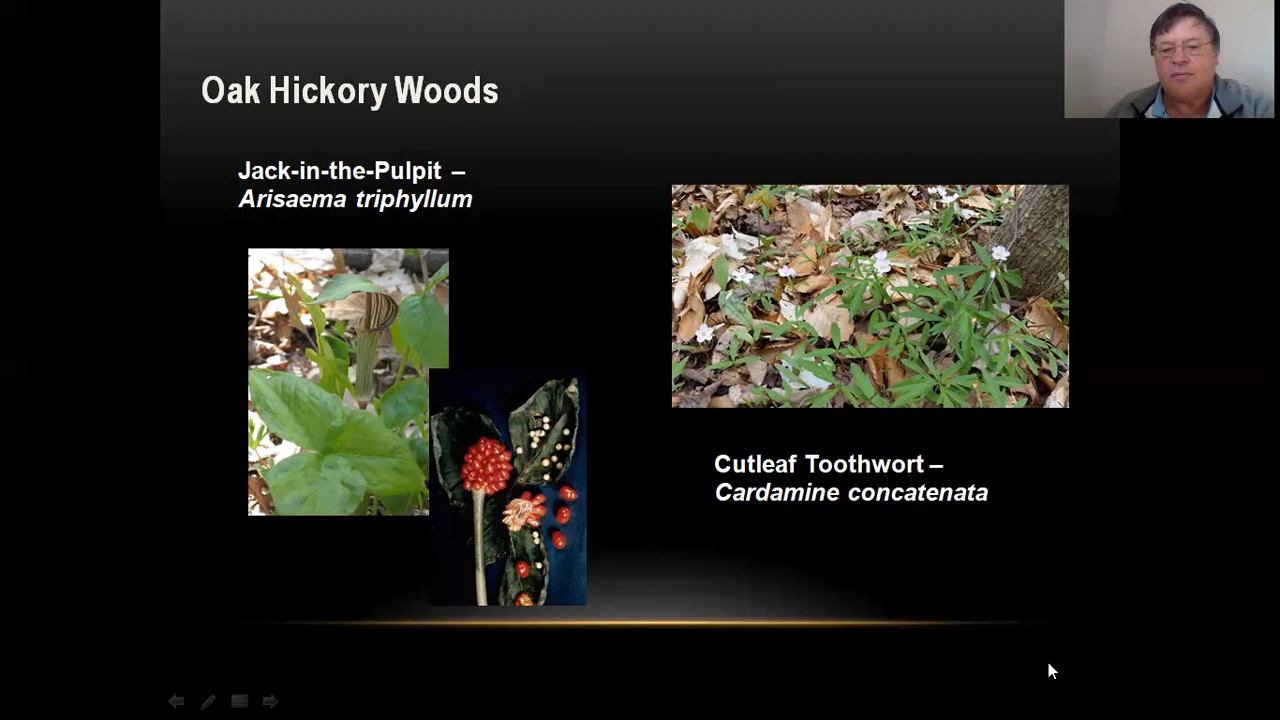 Oak Hickory Woods
Jack-in-the-Pulpit –
Arisaema triphyllum
Cutleaf Toothwort –
Cardamine concatenata